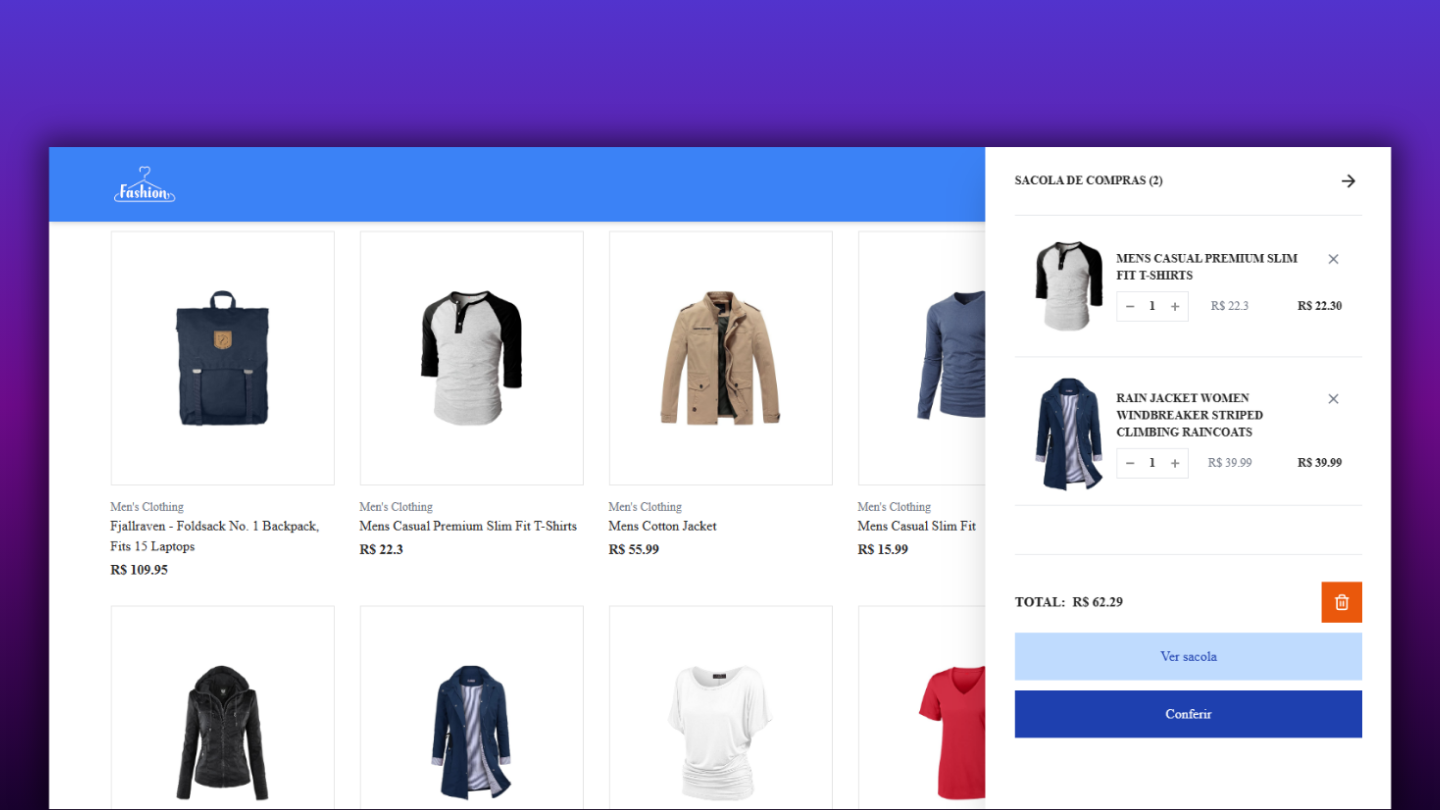 Fashion
Men's Clothing
Fjallraven - Foldsack No. 1 Backpack,
Fits 15 Laptops
R$ 109.95
Men's Clothing
Mens Casual Premium Slim Fit T-Shirts
R$ 22.3
Men's Clothing
Mens Cotton Jacket
R$ 55.99
Men's Clothing
Mens Casual Slim Fit
R$ 15.99
SACOLA DE COMPRAS (2)
MENS CASUAL PREMIUM SLIM
FIT T-SHIRTS
− 1 + R$ 22.3 R$ 22.30
RAIN JACKET WOMEN
WINDBREAKER STRIPED
CLIMBING RAINCOATS
− 1 + R$ 39.99 R$ 39.99
TOTAL: R$ 62.29
Ver sacola
Conferir